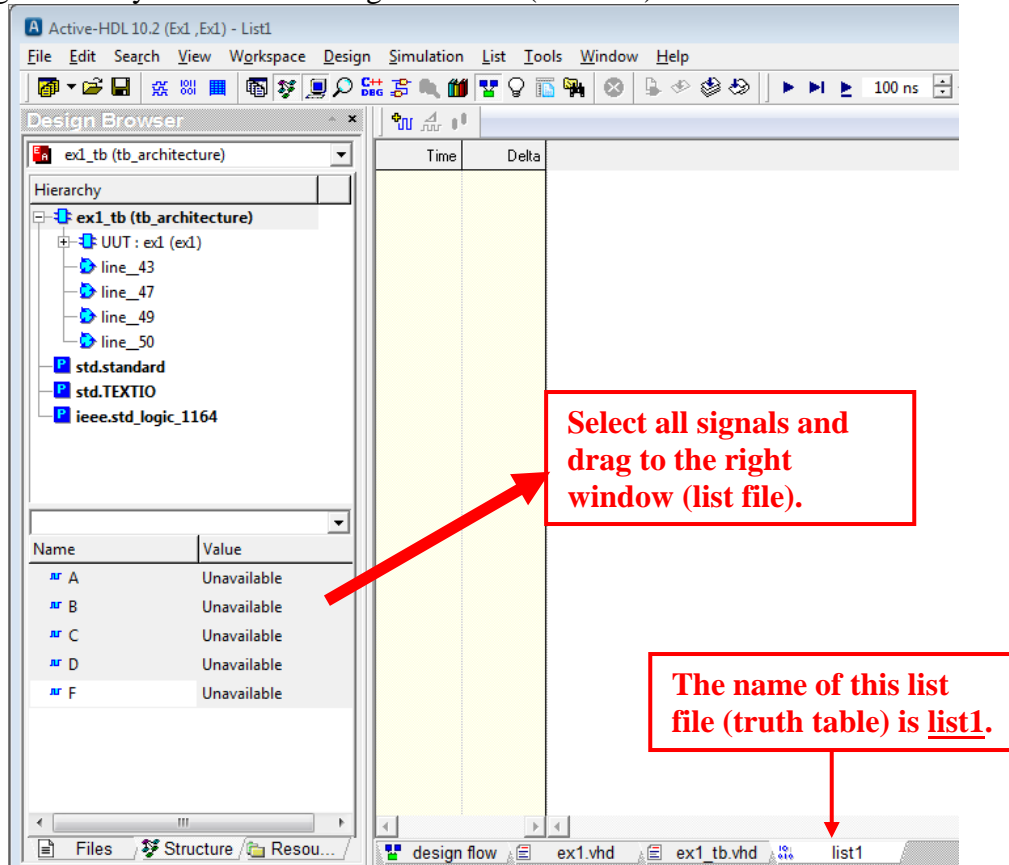 Active-HDL 10.2 (Ex1 ,Ex1) - List1
File Edit Search View Workspace Design Simulation List Tools Window Help
C++
DBG
100 ns
Design Browser
ex1_tb (tb_architecture)
Time Delta
Hierarchy
ex1_tb (tb_architecture)
UUT : ex1 (ex1)
line__43
line__47
line__49
line__50
std.standard
std.TEXTIO
ieee.std_logic_1164
Select all signals and
drag to the right
window (list file).
Name Value
A Unavailable
B Unavailable
C Unavailable
D Unavailable
F Unavailable
The name of this list
file (truth table) is list1.
Files Structure Resou...
design flow ex1.vhd ex1_tb.vhd list1